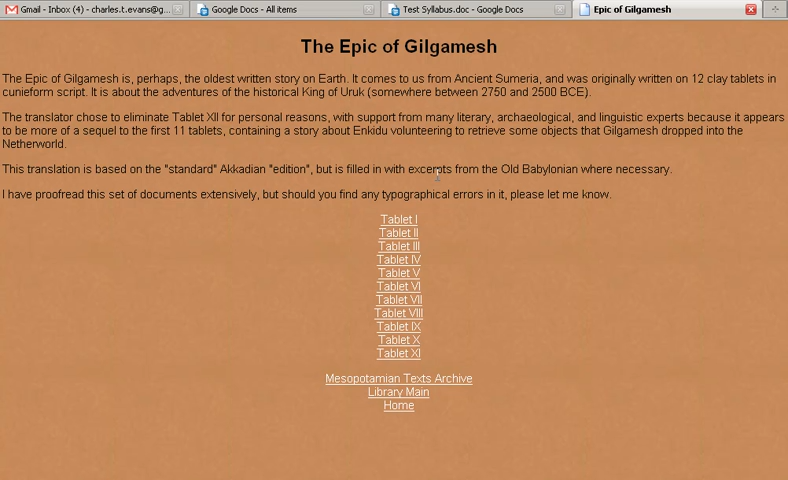 Gmail - Inbox (4) - charles.t.evans@g...
Google Docs - All items
Test Syllabus.doc - Google Docs
Epic of Gilgamesh
The Epic of Gilgamesh
The Epic of Gilgamesh is, perhaps, the oldest written story on Earth. It comes to us from Ancient Sumeria, and was originally written on 12 clay tablets in
cunieform script. It is about the adventures of the historical King of Uruk (somewhere between 2750 and 2500 BCE).
The translator chose to eliminate Tablet XII for personal reasons, with support from many literary, archaeological, and linguistic experts because it appears
to be more of a sequel to the first 11 tablets, containing a story about Enkidu volunteering to retrieve some objects that Gilgamesh dropped into the
Netherworld.
This translation is based on the "standard" Akkadian "edition", but is filled in with excerpts from the Old Babylonian where necessary.
I have proofread this set of documents extensively, but should you find any typographical errors in it, please let me know.
Tablet I
Tablet II
Tablet III
Tablet IV
Tablet V
Tablet VI
Tablet VII
Tablet VIII
Tablet IX
Tablet X
Tablet XI
Mesopotamian Texts Archive
Library Main
Home